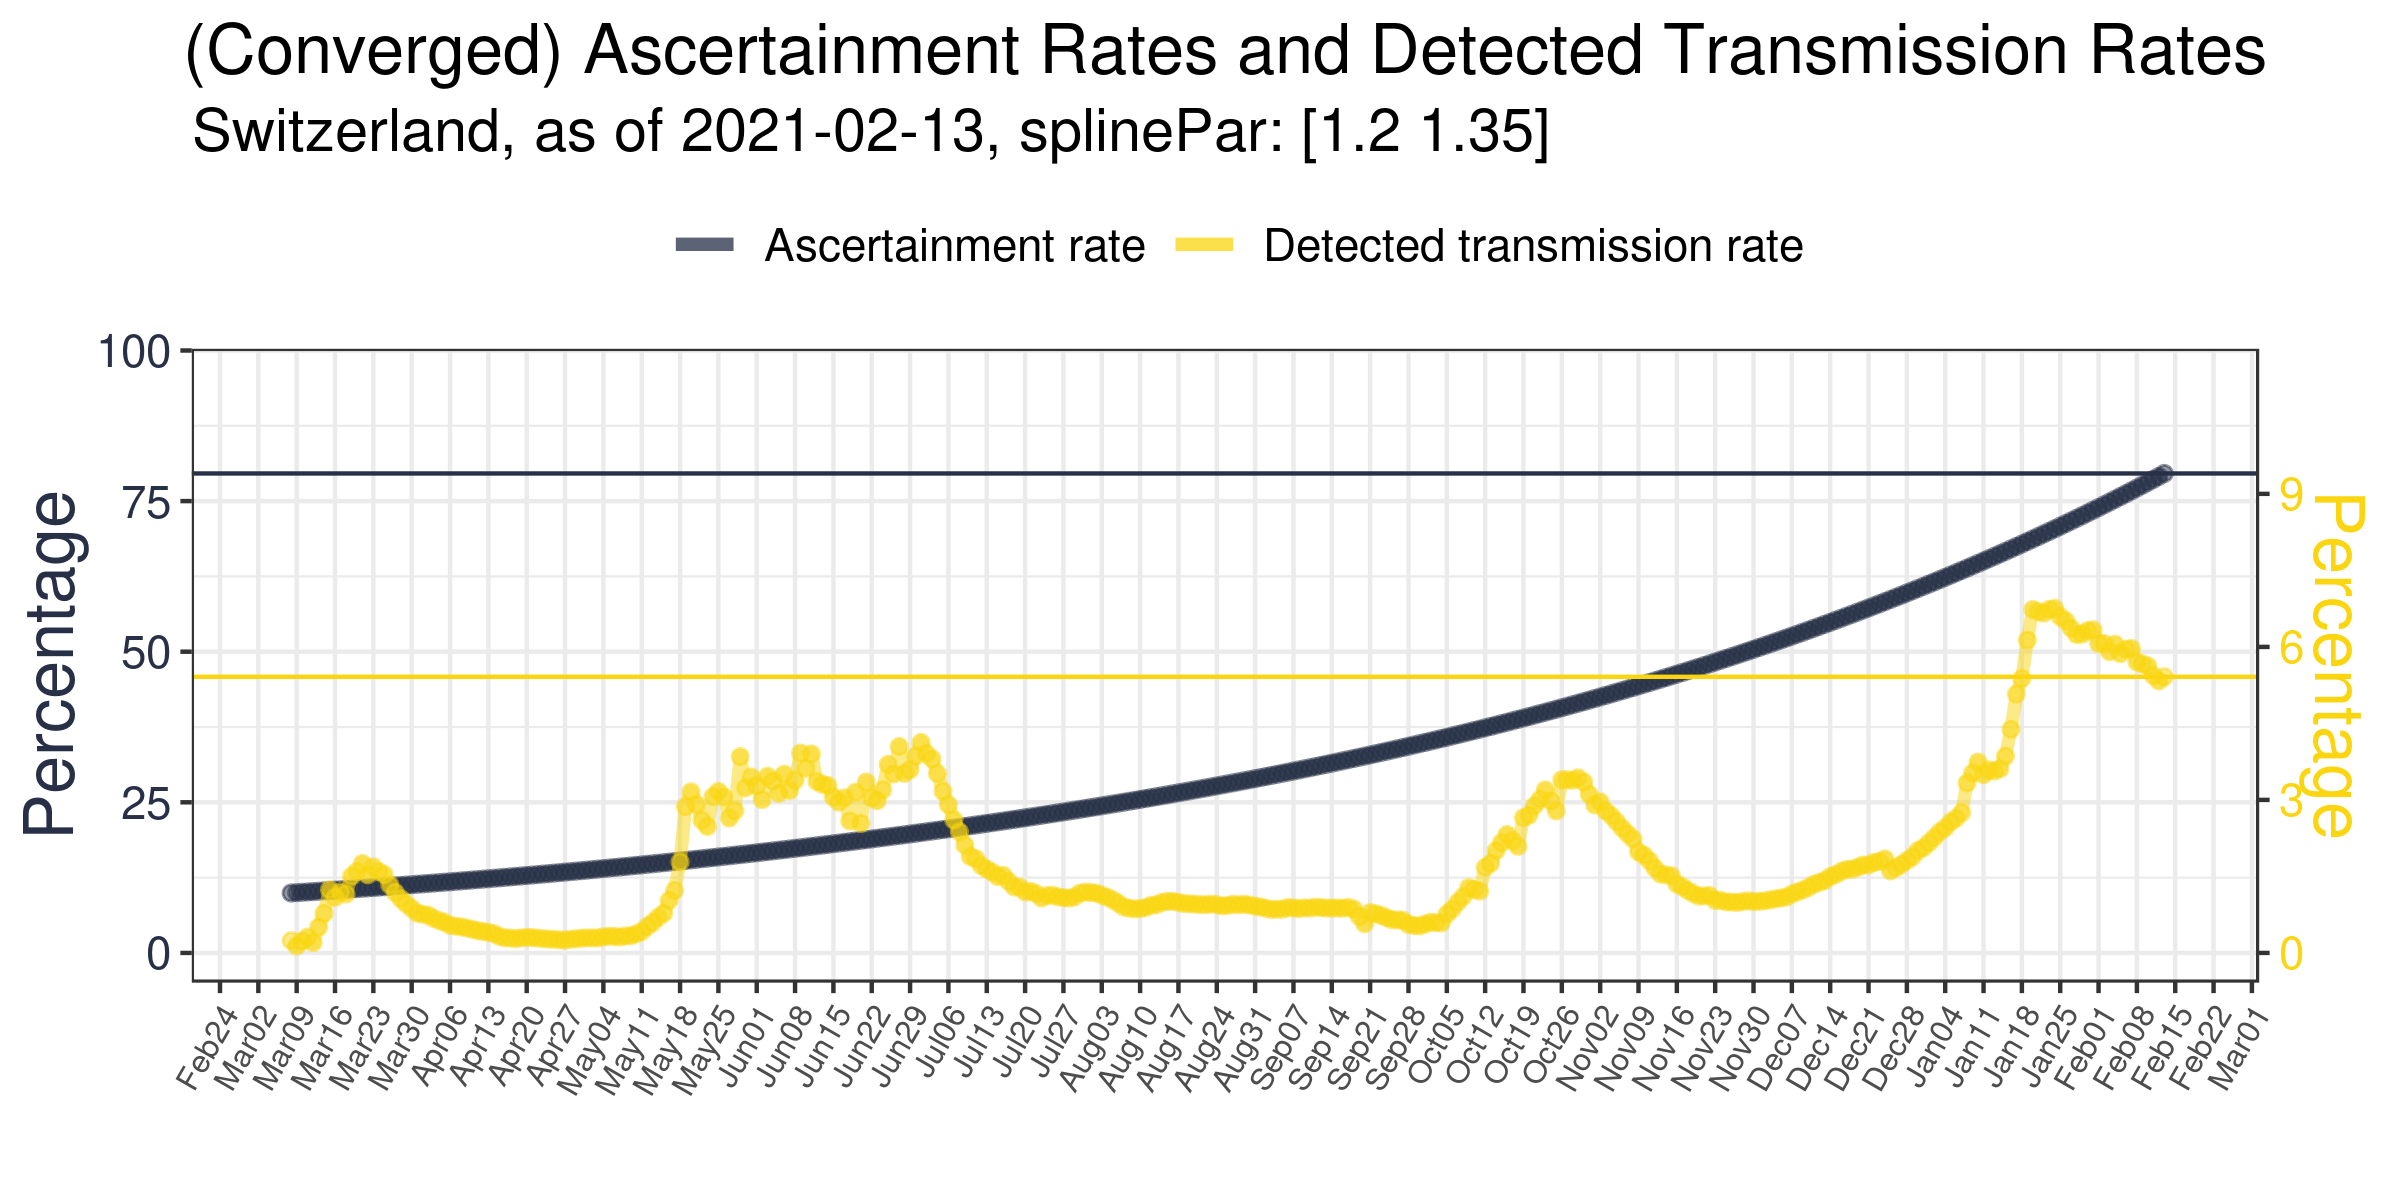 (Converged) Ascertainment Rates and Detected Transmission Rates
Switzerland, as of 2021-02-13, splinePar: [1.2 1.35]
Ascertainment rate
Detected transmission rate
Percentage
100
75
50
25
0
9
6
3
0
Percentage
Feb24
Mar02
Mar09
Mar16
Mar23
Mar30
Apr06
Apr13
Apr20
Apr27
May04
May11
May18
May25
Jun01
Jun08
Jun15
Jun22
Jun29
Jul06
Jul13
Jul20
Jul27
Aug03
Aug10
Aug17
Aug24
Aug31
Sep07
Sep14
Sep21
Sep28
Oct05
Oct12
Oct19
Oct26
Nov02
Nov09
Nov16
Nov23
Nov30
Dec07
Dec14
Dec21
Dec28
Jan04
Jan11
Jan18
Jan25
Feb01
Feb08
Feb15
Feb22
Mar01